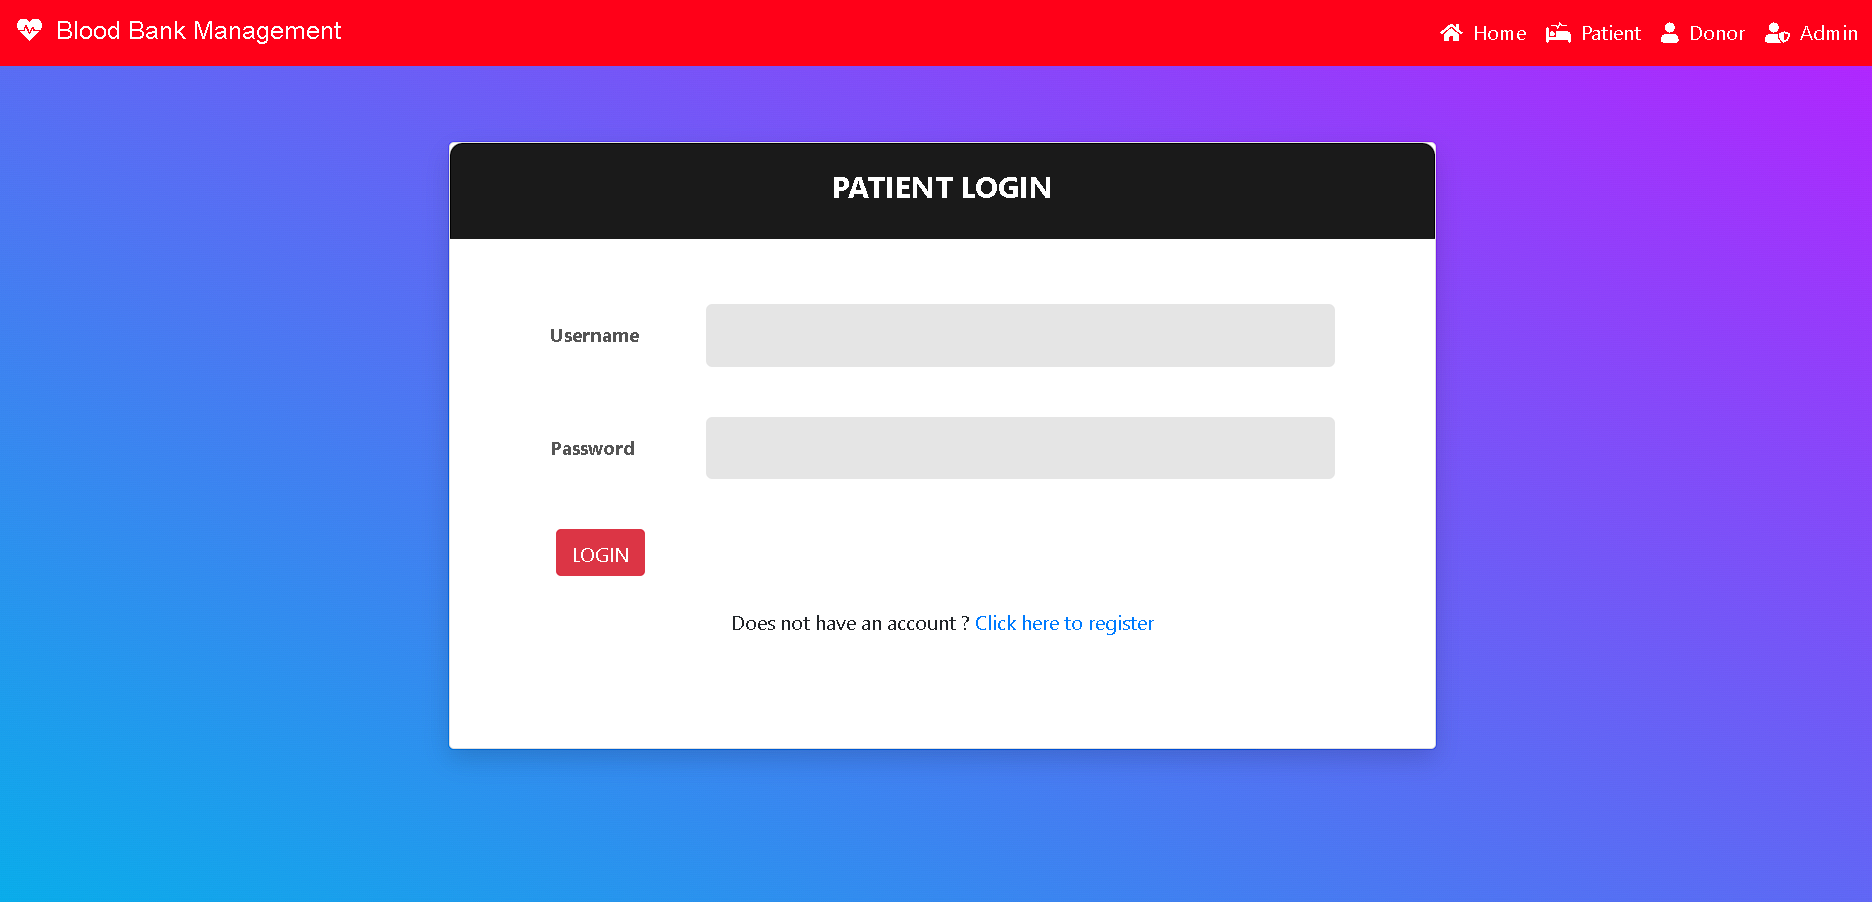 Blood Bank Management
Home Patient Donor Admin
PATIENT LOGIN
Username
Password
LOGIN
Does not have an account ? Click here to register